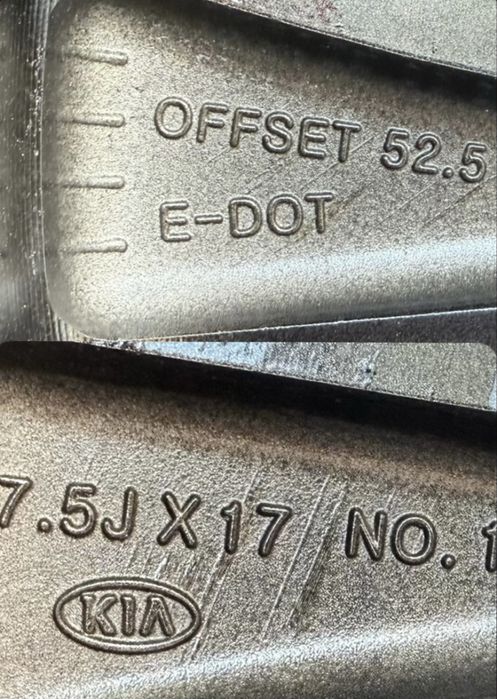 OFFSET 52.5
E-DOT
7.5J X 17 NO. 1
KIA